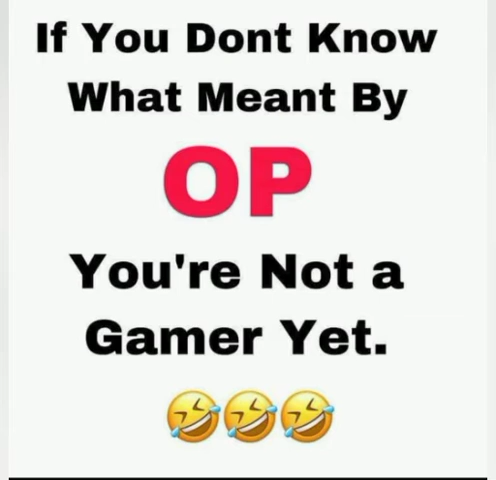 If You Dont Know
What Meant By
OP
You're Not a
Gamer Yet.